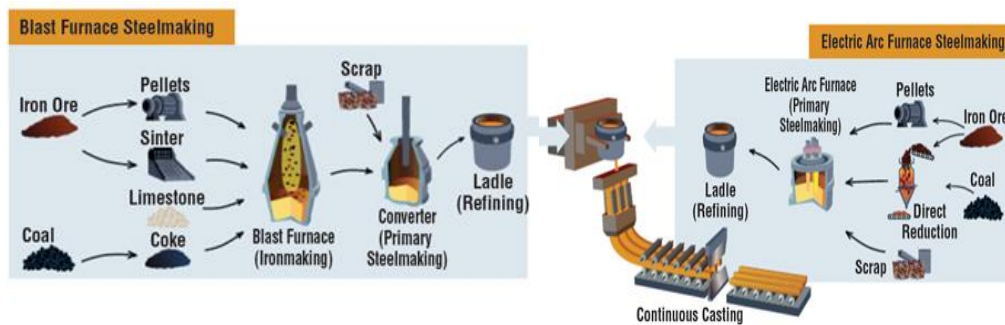 Blast Furnace Steelmaking
Iron Ore
Pellets
Sinter
Limestone
Coal
Coke
Blast Furnace
(Ironmaking)
Scrap
Converter
(Primary
Steelmaking)
Ladle
(Refining)
Continuous Casting
Electric Arc Furnace Steelmaking
Electric Arc Furnace
(Primary
Steelmaking)
Pellets
Iron Ore
Ladle
(Refining)
Coal
Direct
Reduction
Scrap